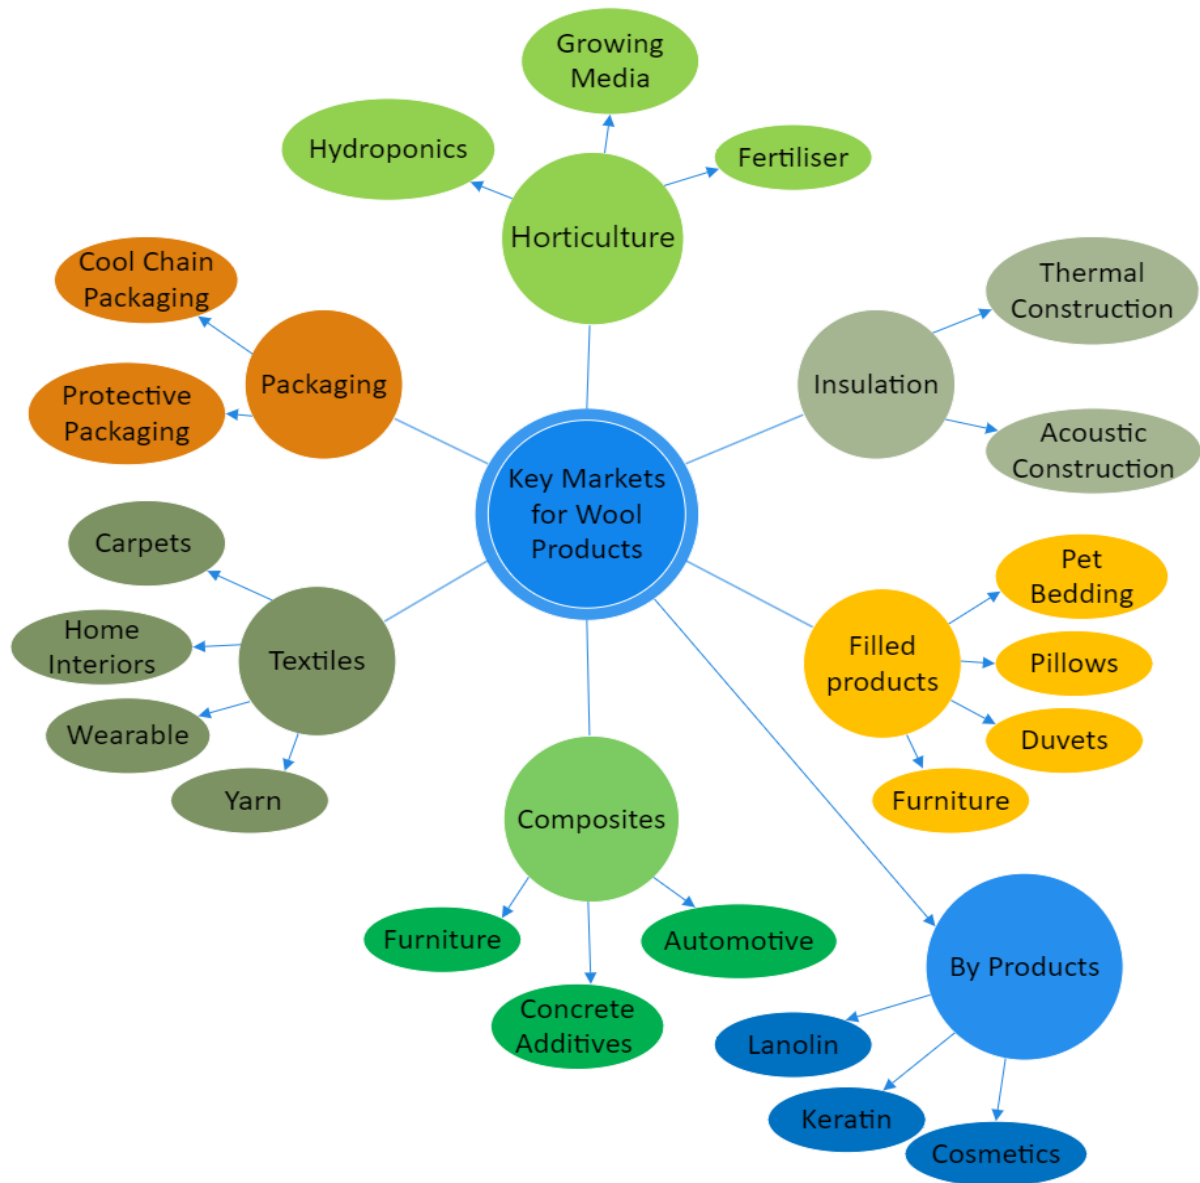 Growing
Media
Hydroponics
Fertiliser
Horticulture
Cool Chain
Packaging
Thermal
Construction
Packaging
Insulation
Protective
Packaging
Acoustic
Construction
Key Markets
for Wool
Products
Carpets
Pet
Bedding
Home
Interiors
Textiles
Filled
products
Pillows
Wearable
Duvets
Yarn
Furniture
Composites
Furniture
Automotive
By Products
Concrete
Additives
Lanolin
Keratin
Cosmetics